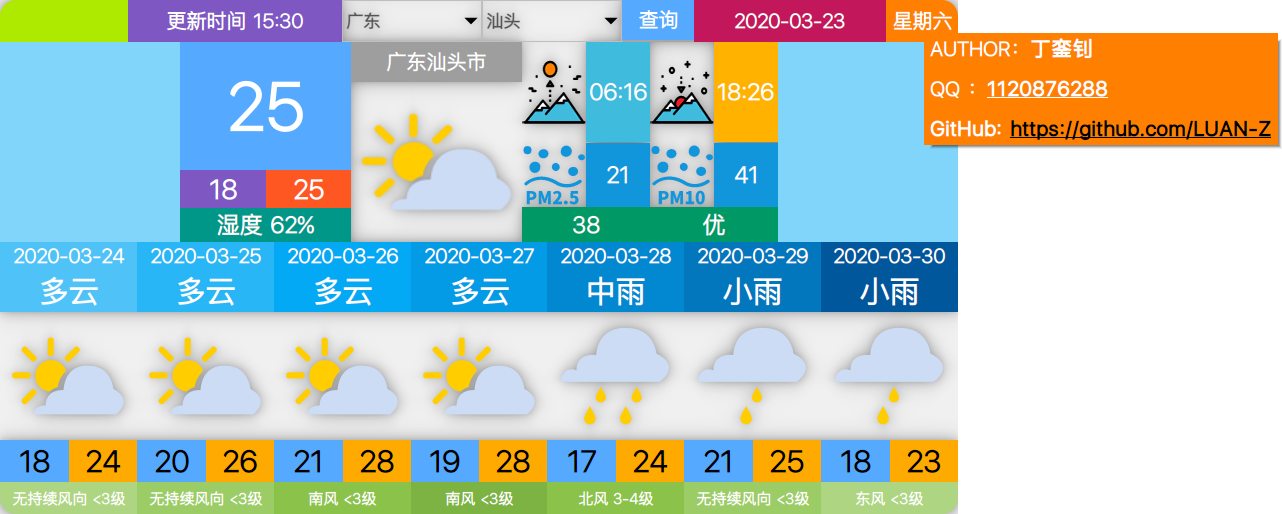 更新时间 15:30 广东 汕头 查询 2020-03-23 星期六
AUTHOR：丁銮钊
QQ ：1120876288
GitHub: https://github.com/LUAN-Z
25
18 25
湿度 62%
广东汕头市
06:16 18:26
21 41
PM2.5 PM10
38 优
2020-03-24 2020-03-25 2020-03-26 2020-03-27 2020-03-28 2020-03-29 2020-03-30
多云 多云 多云 多云 中雨 小雨 小雨
18 24 20 26 21 28 19 28 17 24 21 25 18 23
无持续风向 <3级 无持续风向 <3级 南风 <3级 南风 <3级 北风 3-4级 无持续风向 <3级 东风 <3级